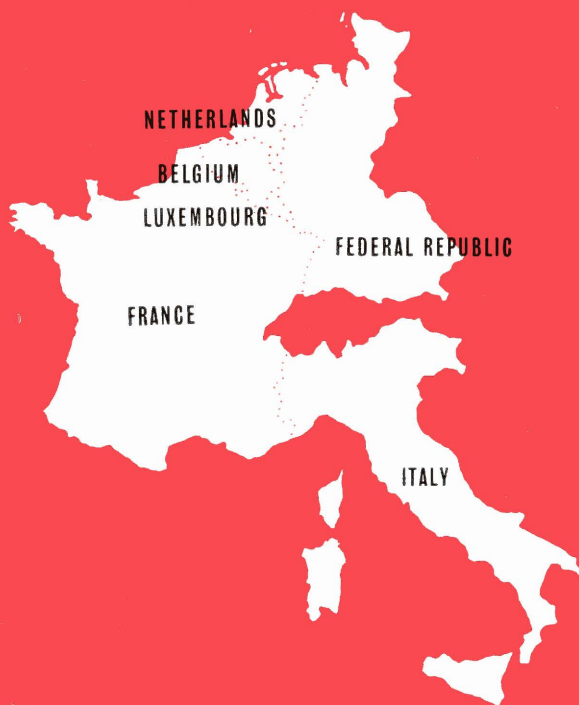 NETHERLANDS
BELGIUM
LUXEMBOURG
FEDERAL REPUBLIC
FRANCE
ITALY